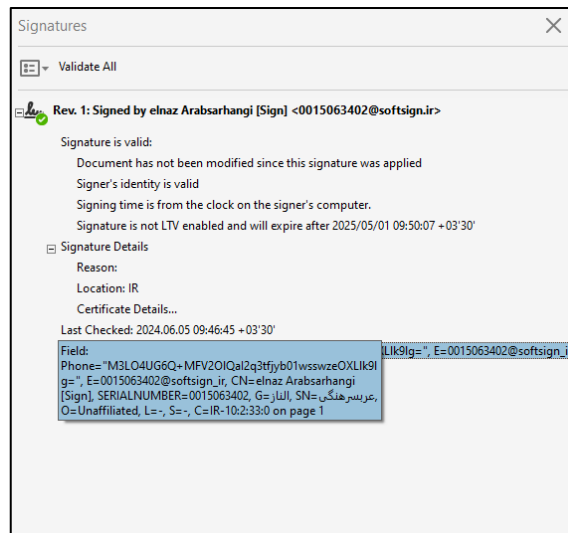 Signatures
Validate All
Rev. 1: Signed by elnaz Arabsarhangi [Sign] <0015063402@softsign.ir>
Signature is valid:
Document has not been modified since this signature was applied
Signer's identity is valid
Signing time is from the clock on the signer's computer.
Signature is not LTV enabled and will expire after 2025/05/01 09:50:07 +03'30'
Signature Details
Reason:
Location: IR
Certificate Details...
Last Checked: 2024.06.05 09:46:45 +03'30'
Field:
Phone="M3LO4UG6Q+MFV2OIQaI2q3tfjyb01wsswzeOXLIk9I
g=", E=0015063402@softsign_ir, CN=elnaz Arabsarhangi
[Sign], SERIALNUMBER=0015063402, G=الناز, SN=عربسرهنگی,
O=Unaffiliated, L=-, S=-, C=IR-10:2:33:0 on page 1
XLIk9Ig=", E=0015063402@softsign_i